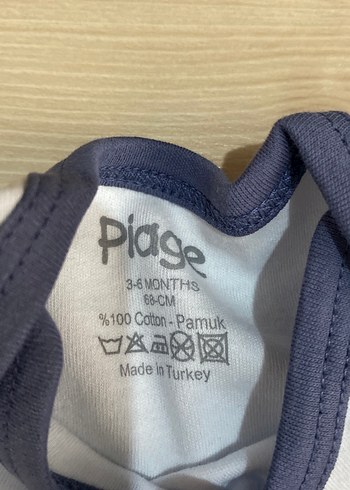 Piage
3-6 MONTHS
68-CM
%100 Cotton - Pamuk
Made in Turkey